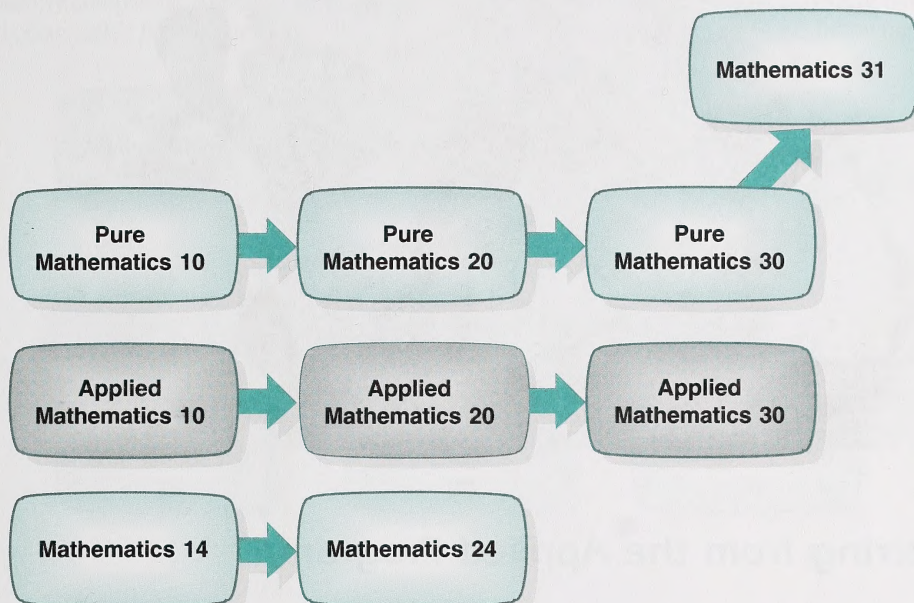 Mathematics 31
Pure
Mathematics 10
Pure
Mathematics 20
Pure
Mathematics 30
Applied
Mathematics 10
Applied
Mathematics 20
Applied
Mathematics 30
Mathematics 14
Mathematics 24